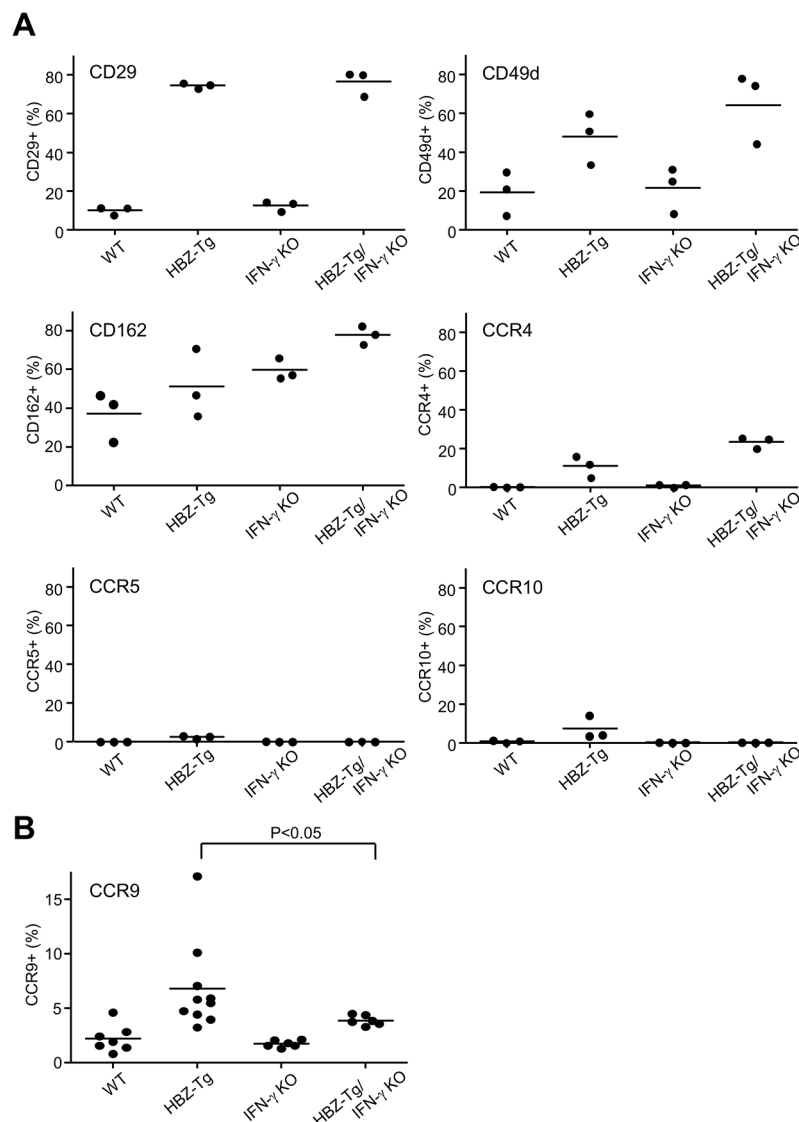 A
CD29
CD29+ (%)
80
60
40
20
0
WT
HBZ-Tg
IFN-γ KO
HBZ-Tg/
IFN-γ KO
CD49d
CD49d+ (%)
80
60
40
20
0
WT
HBZ-Tg
IFN-γ KO
HBZ-Tg/
IFN-γ KO
CD162
CD162+ (%)
80
60
40
20
0
WT
HBZ-Tg
IFN-γ KO
HBZ-Tg/
IFN-γ KO
CCR4
CCR4+ (%)
80
60
40
20
0
WT
HBZ-Tg
IFN-γ KO
HBZ-Tg/
IFN-γ KO
CCR5
CCR5+ (%)
80
60
40
20
0
WT
HBZ-Tg
IFN-γ KO
HBZ-Tg/
IFN-γ KO
CCR10
CCR10+ (%)
80
60
40
20
0
WT
HBZ-Tg
IFN-γ KO
HBZ-Tg/
IFN-γ KO
B
P<0.05
CCR9
CCR9+ (%)
15
10
5
0
WT
HBZ-Tg
IFN-γ KO
HBZ-Tg/
IFN-γ KO